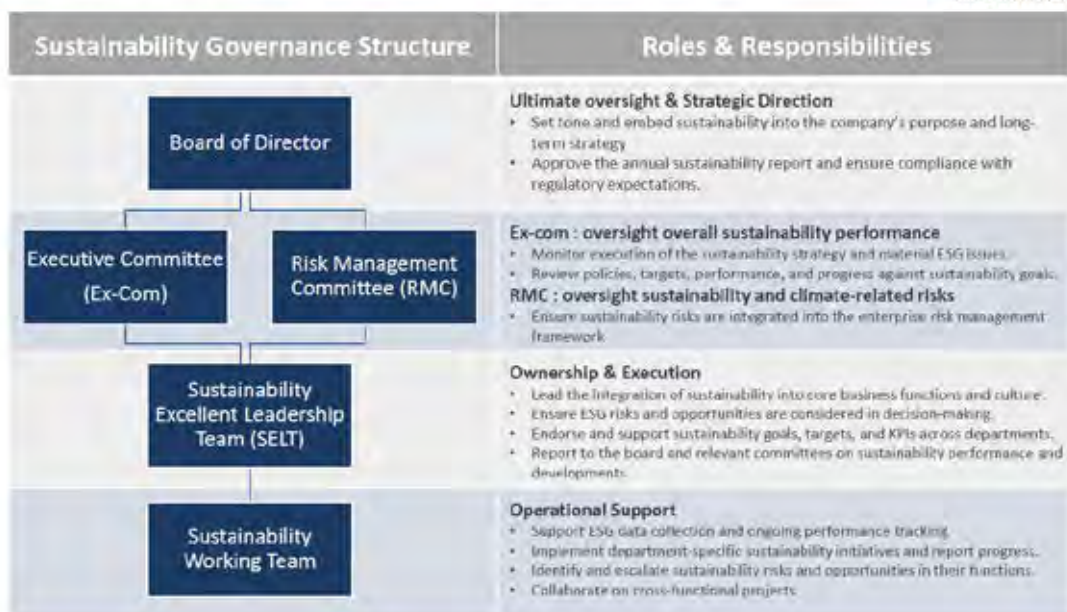 Sustainability Governance Structure
Roles & Responsibilities
Board of Director
Ultimate oversight & Strategic Direction
• Set tone and embed sustainability into the company's purpose and long-
term strategy
• Approve the annual sustainability report and ensure compliance with
regulatory expectations.
Executive Committee
(Ex-Com)
Risk Management
Committee (RMC)
Ex-com : oversight overall sustainability performance
• Monitor execution of the sustainability strategy and material ESG issues.
• Review policies, targets, performance, and progress against sustainability goals.
RMC : oversight sustainability and climate-related risks
• Ensure sustainability risks are integrated into the enterprise risk management
framework
Sustainability
Excellent Leadership
Team (SELT)
Ownership & Execution
• Lead the integration of sustainability into core business functions and culture.
• Ensure ESG risks and opportunities are considered in decision-making.
• Endorse and support sustainability goals, targets, and KPIs across departments.
• Report to the board and relevant committees on sustainability performance and
developments.
Sustainability
Working Team
Operational Support
• Support ESG data collection and ongoing performance tracking.
• Implement department-specific sustainability initiatives and report progress.
• Identify and escalate sustainability risks and opportunities in their functions.
• Collaborate on cross-functional projects.